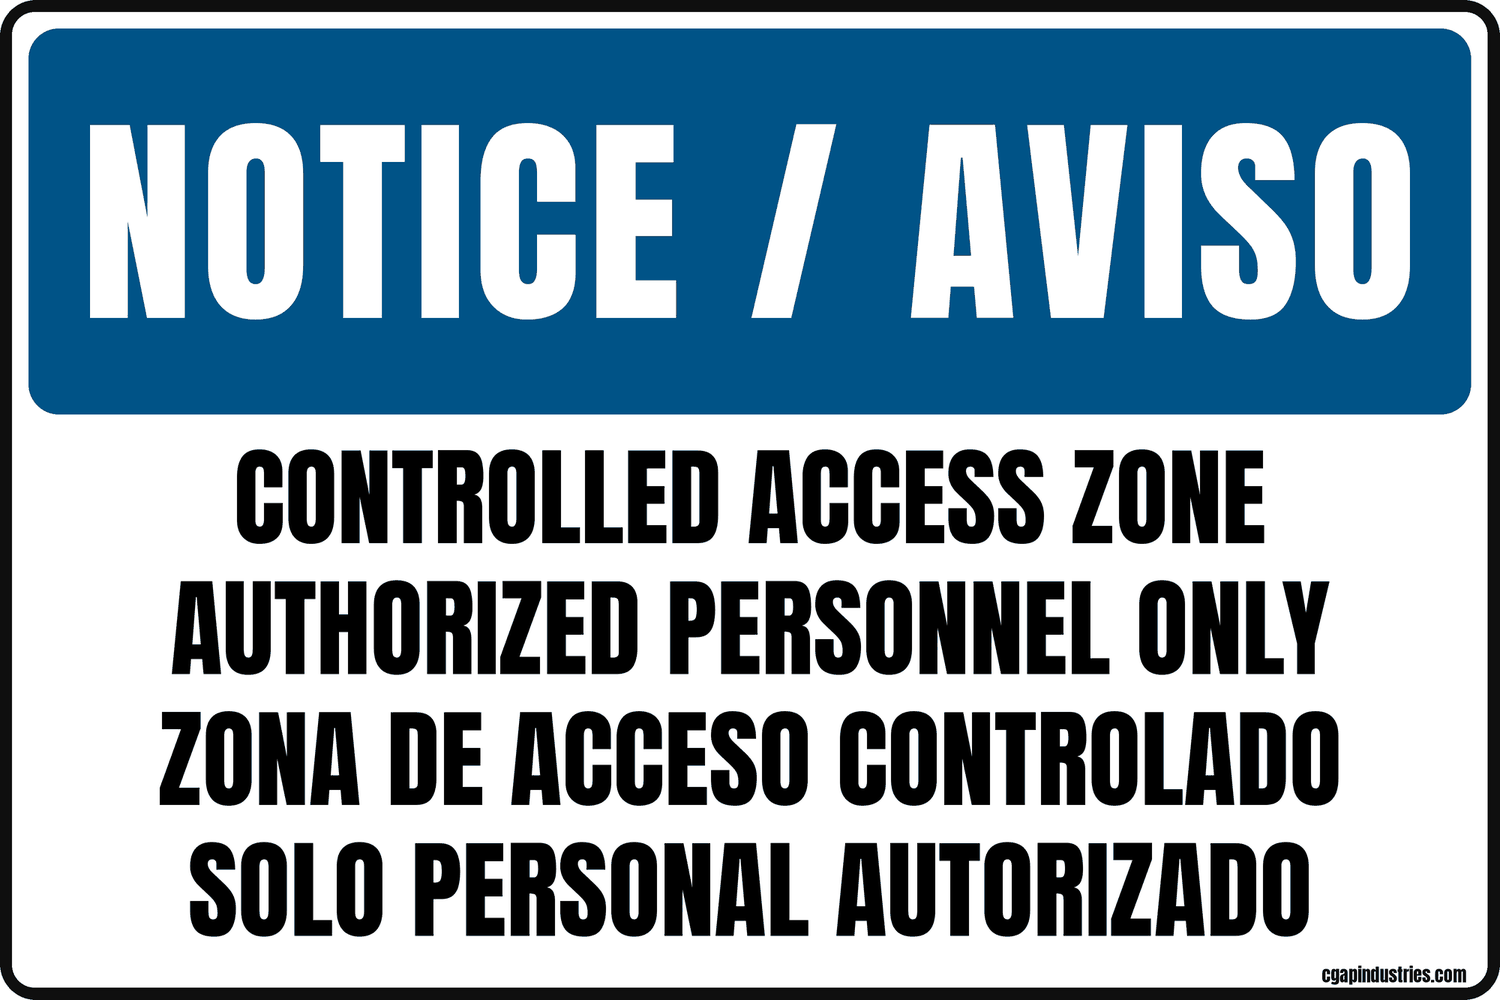 NOTICE / AVISO
CONTROLLED ACCESS ZONE
AUTHORIZED PERSONNEL ONLY
ZONA DE ACCESO CONTROLADO
SOLO PERSONAL AUTORIZADO
cgapindustries.com